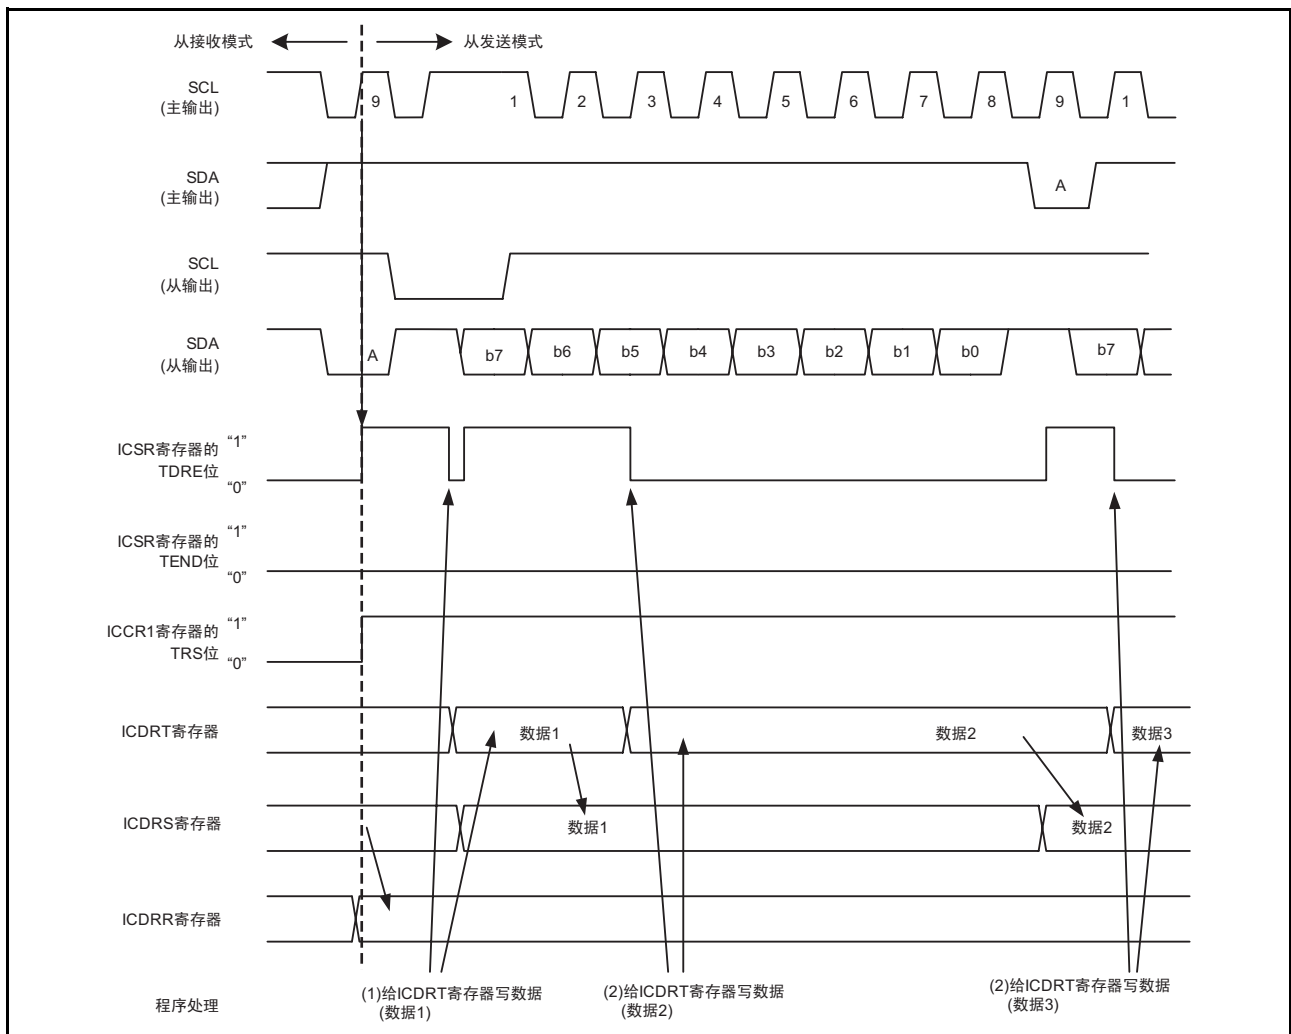 从接收模式 从发送模式
SCL
(主输出)
9 1 2 3 4 5 6 7 8 9 1
SDA
(主输出)
A
SCL
(从输出)
SDA
(从输出)
A b7 b6 b5 b4 b3 b2 b1 b0 b7
ICSR寄存器的
TDRE位
“1”
“0”
ICSR寄存器的
TEND位
“1”
“0”
ICCR1寄存器的
TRS位
“1”
“0”
ICDRT寄存器 数据1 数据2 数据3
ICDRS寄存器 数据1 数据2
ICDRR寄存器
程序处理
(1)给ICDRT寄存器写数据
(数据1)
(2)给ICDRT寄存器写数据
(数据2)
(2)给ICDRT寄存器写数据
(数据3)